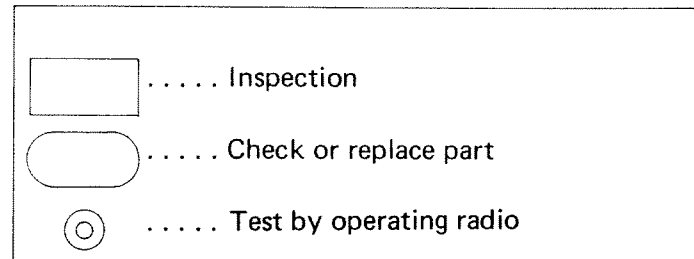 ..... Inspection
..... Check or replace part
..... Test by operating radio